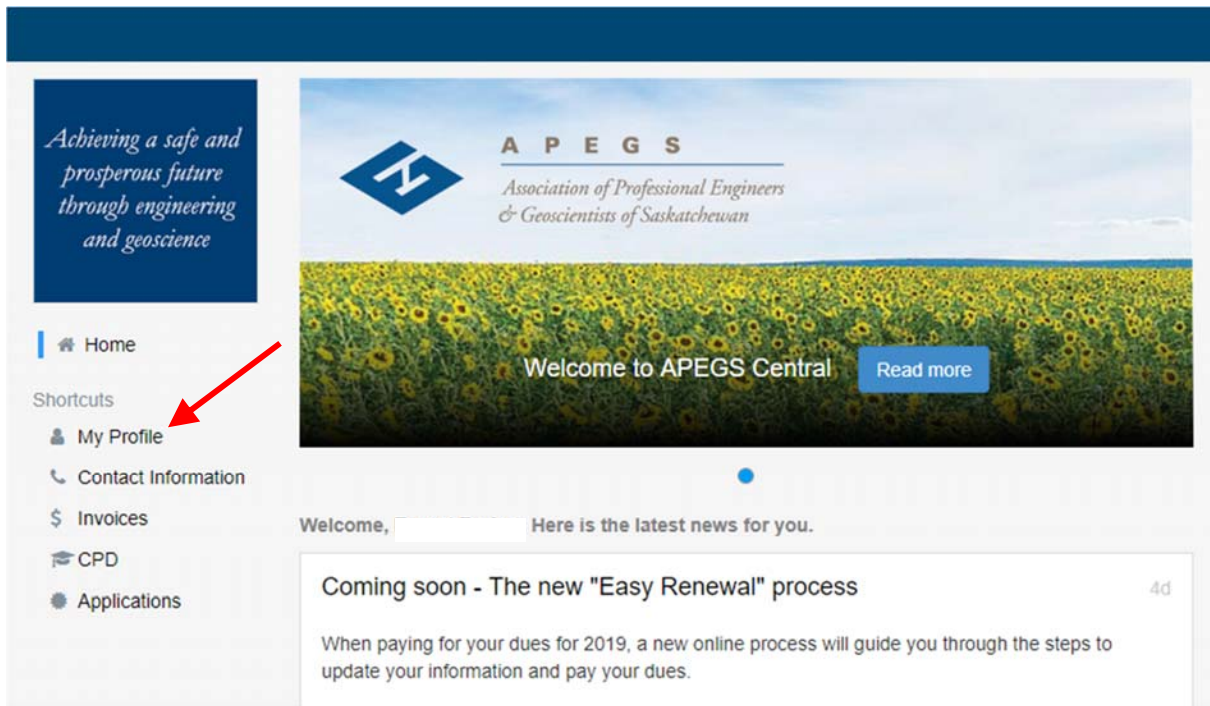 Achieving a safe and
prosperous future
through engineering
and geoscience
A P E G S
Association of Professional Engineers
& Geoscientists of Saskatchewan
Welcome to APEGS Central
Read more
Home
Shortcuts
My Profile
Contact Information
$ Invoices
CPD
Applications
Welcome, Here is the latest news for you.
Coming soon - The new "Easy Renewal" process
4d
When paying for your dues for 2019, a new online process will guide you through the steps to
update your information and pay your dues.